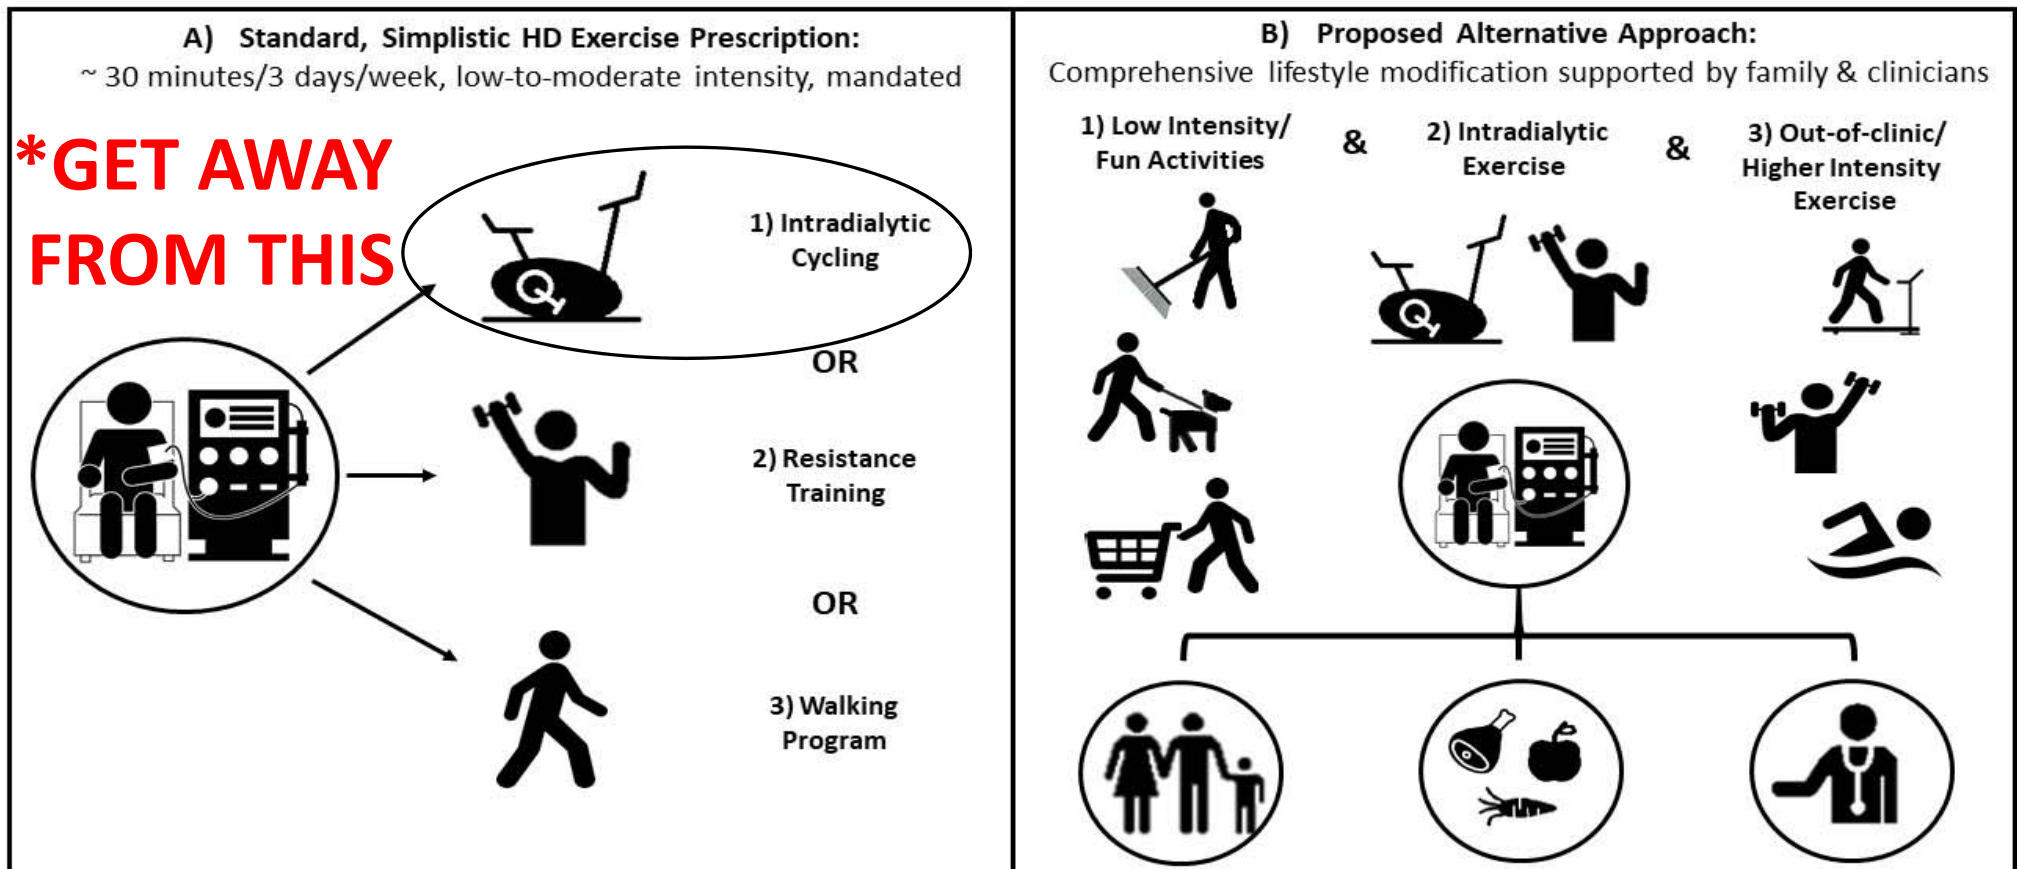 A) Standard, Simplistic HD Exercise Prescription:
~ 30 minutes/3 days/week, low-to-moderate intensity, mandated
*GET AWAY
FROM THIS
1) Intradialytic
Cycling
OR
2) Resistance
Training
OR
3) Walking
Program
B) Proposed Alternative Approach:
Comprehensive lifestyle modification supported by family & clinicians
1) Low Intensity/
Fun Activities
&
2) Intradialytic
Exercise
&
3) Out-of-clinic/
Higher Intensity
Exercise